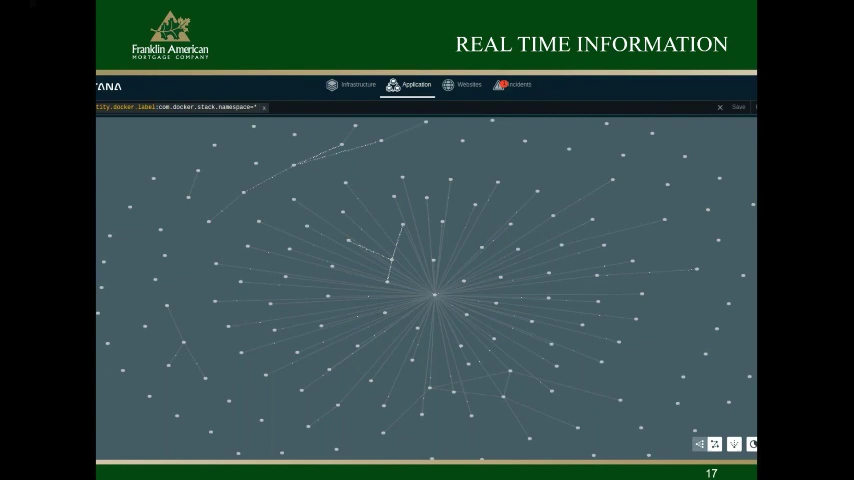 Franklin American
MORTGAGE COMPANY
REAL TIME INFORMATION
TANA
Infrastructure
Application
Websites
Incidents
tity.docker.label:com.docker.stack.namespace=* x
Save
17